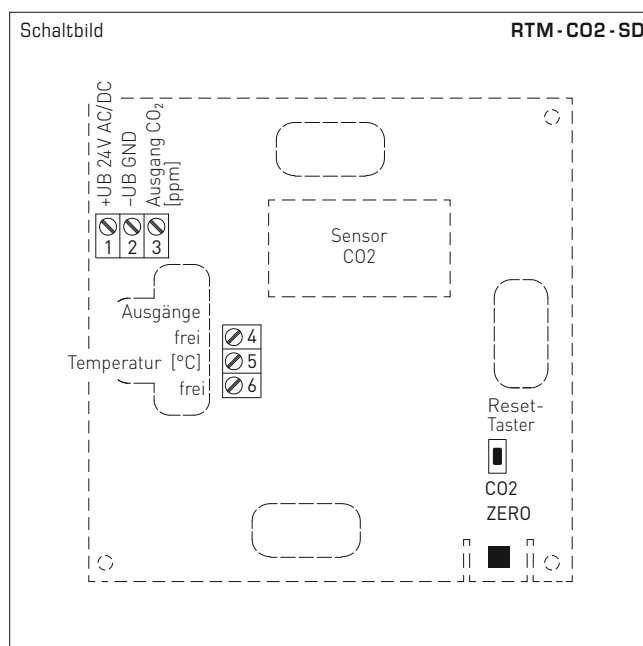 Schaltbild
RTM-CO2-SD
+UB 24V AC/DC
–UB GND
Ausgang CO₂
[ppm]
1 2 3
Sensor
CO2
Ausgänge
frei 4
Temperatur [°C] 5
frei 6
Reset-
Taster
CO2
ZERO